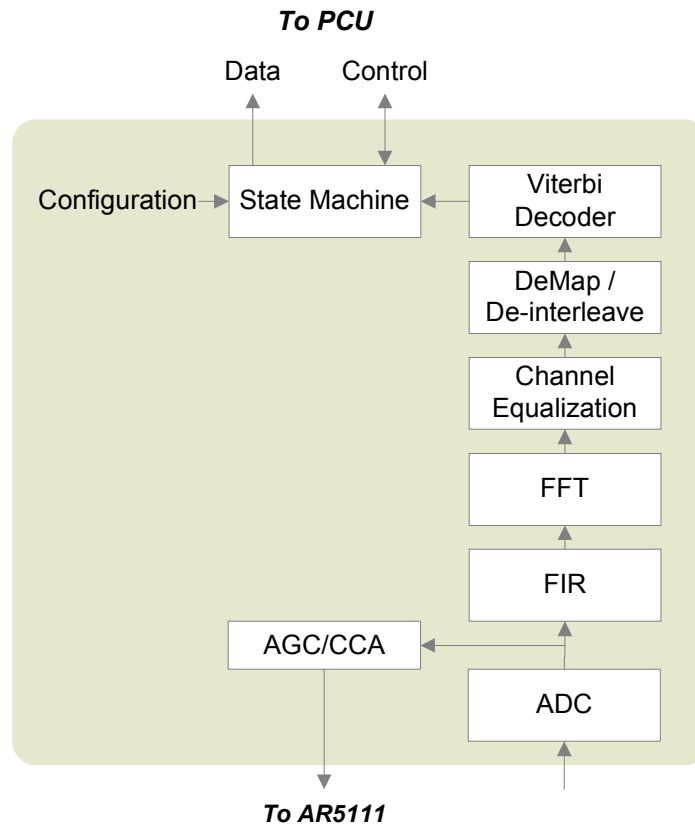 To PCU
Data
Control
Configuration
State Machine
Viterbi
Decoder
DeMap /
De-interleave
Channel
Equalization
FFT
FIR
AGC/CCA
ADC
To AR5111